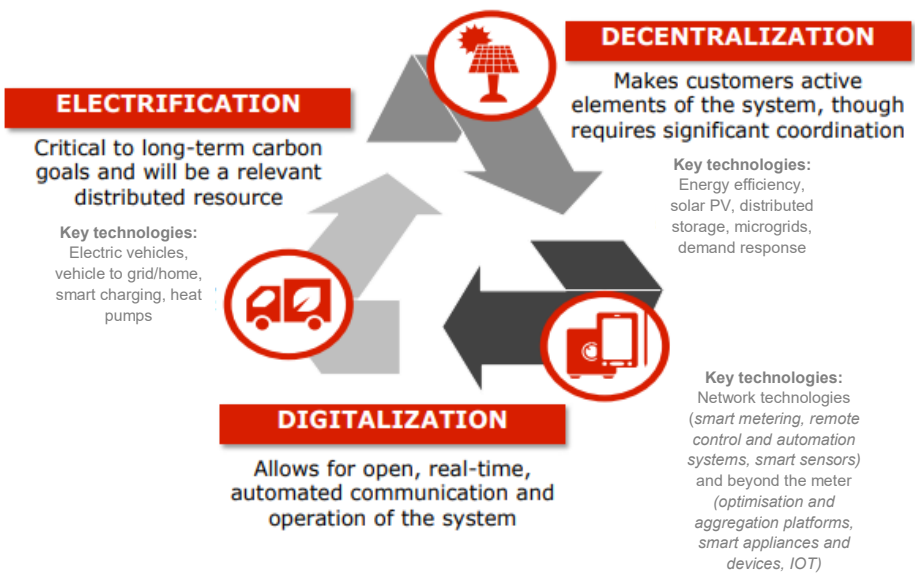 ELECTRIFICATION
Critical to long-term carbon
goals and will be a relevant
distributed resource
Key technologies:
Electric vehicles,
vehicle to grid/home,
smart charging, heat
pumps
DECENTRALIZATION
Makes customers active
elements of the system, though
requires significant coordination
Key technologies:
Energy efficiency,
solar PV, distributed
storage, microgrids,
demand response
DIGITALIZATION
Allows for open, real-time,
automated communication and
operation of the system
Key technologies:
Network technologies
(smart metering, remote
control and automation
systems, smart sensors)
and beyond the meter
(optimisation and
aggregation platforms,
smart appliances and
devices, IOT)